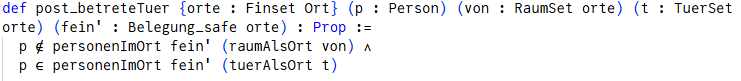 def post_betreteTuer {orte : Finset Ort} (p : Person) (von : RaumSet orte) (t : TuerSet
orte) (fein' : Belegung_safe orte) : Prop :=
  p ∉ personenImOrt fein' (raumAlsOrt von) ∧
  p ∈ personenImOrt fein' (tuerAlsOrt t)